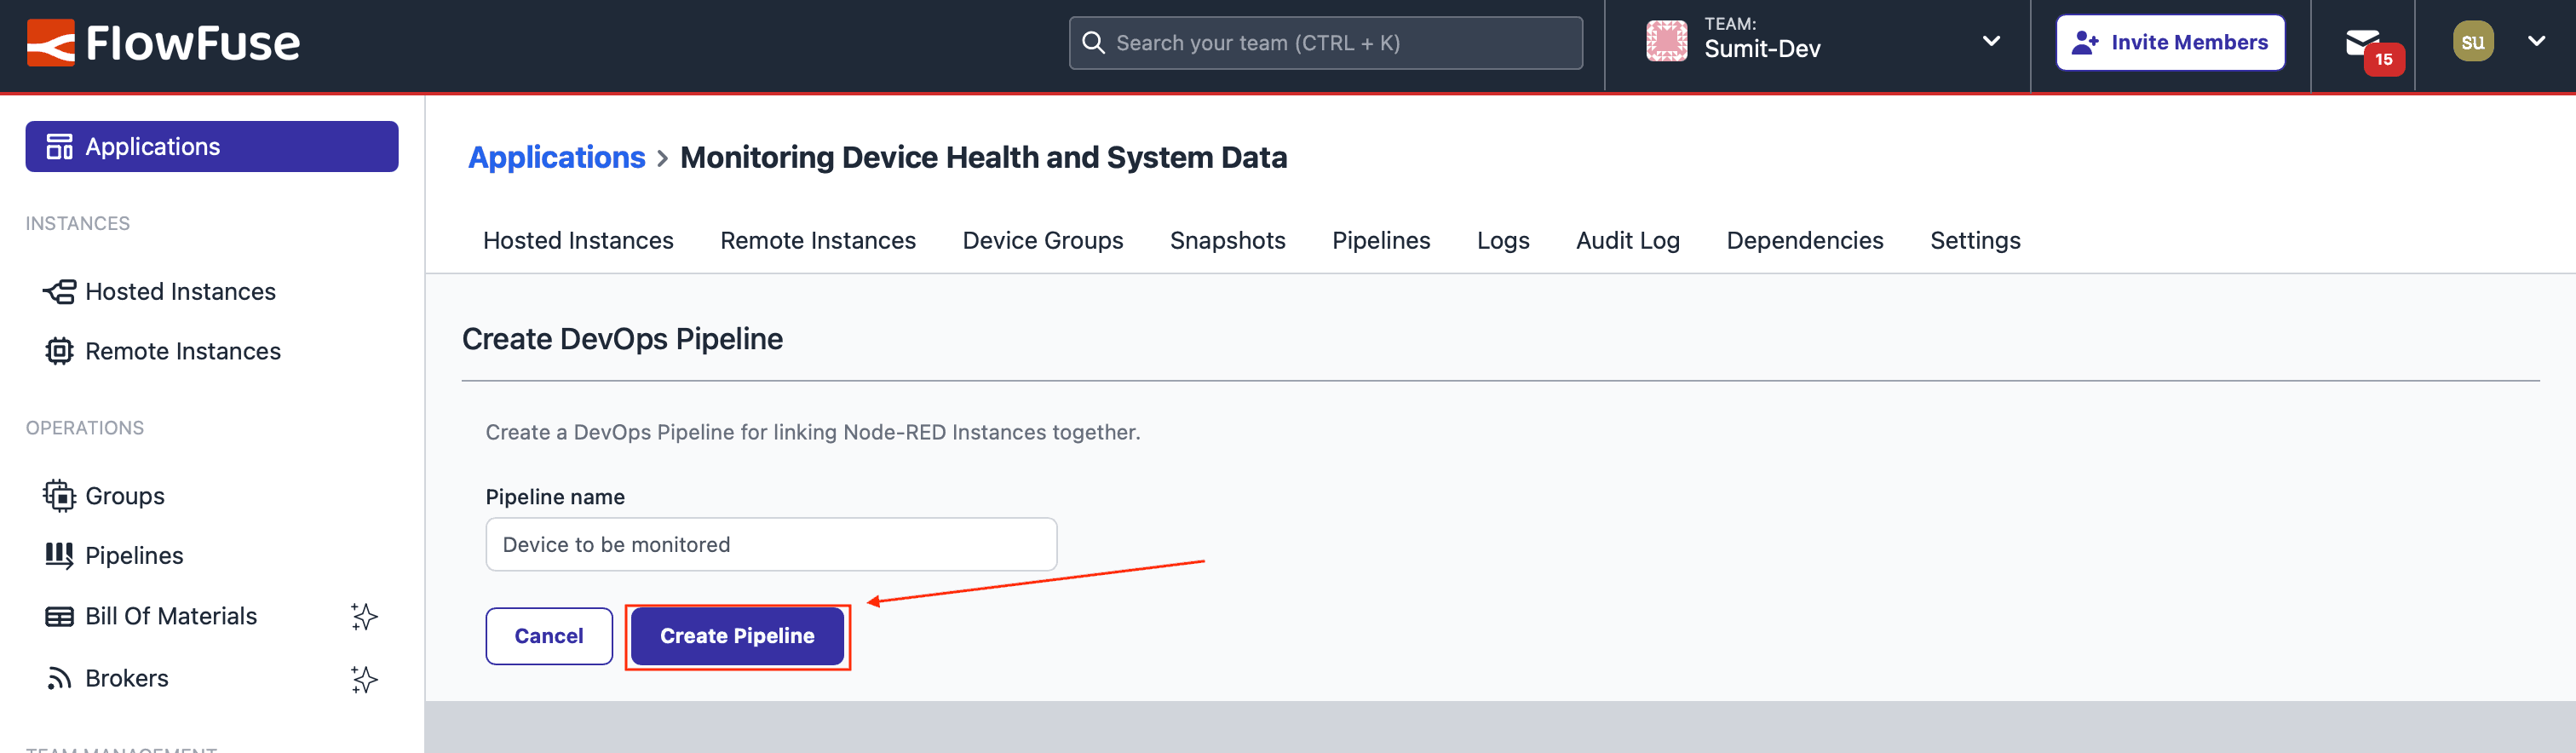 FlowFuse
Search your team (CTRL + K)
TEAM:
Sumit-Dev
Invite Members
15
su
Applications
INSTANCES
Hosted Instances
Remote Instances
OPERATIONS
Groups
Pipelines
Bill Of Materials
Brokers
TEAM MANAGEMENT
Applications > Monitoring Device Health and System Data
Hosted Instances Remote Instances Device Groups Snapshots Pipelines Logs Audit Log Dependencies Settings
Create DevOps Pipeline
Create a DevOps Pipeline for linking Node-RED Instances together.
Pipeline name
Device to be monitored
Cancel
Create Pipeline